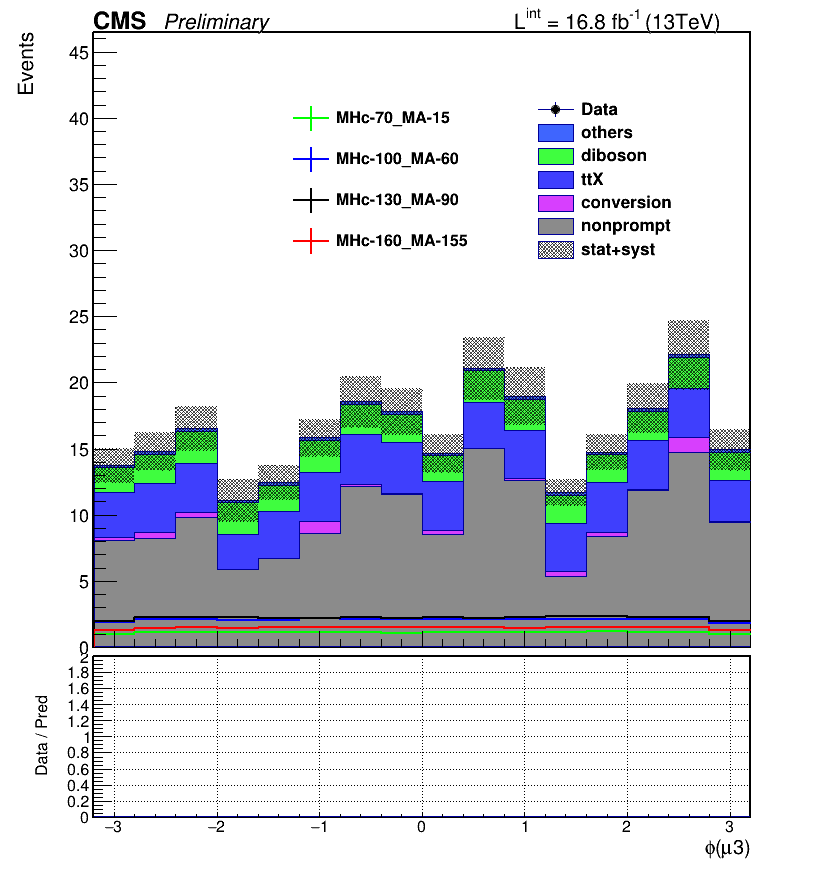 CMS Preliminary
L^int = 16.8 fb^-1 (13TeV)
Events
45
40
35
30
25
20
15
10
5
0
MHc-70_MA-15
MHc-100_MA-60
MHc-130_MA-90
MHc-160_MA-155
Data
others
diboson
ttX
conversion
nonprompt
stat+syst
Data / Pred
2
1.8
1.6
1.4
1.2
1
0.8
0.6
0.4
0.2
0
−3 −2 −1 0 1 2 3
ϕ(μ3)